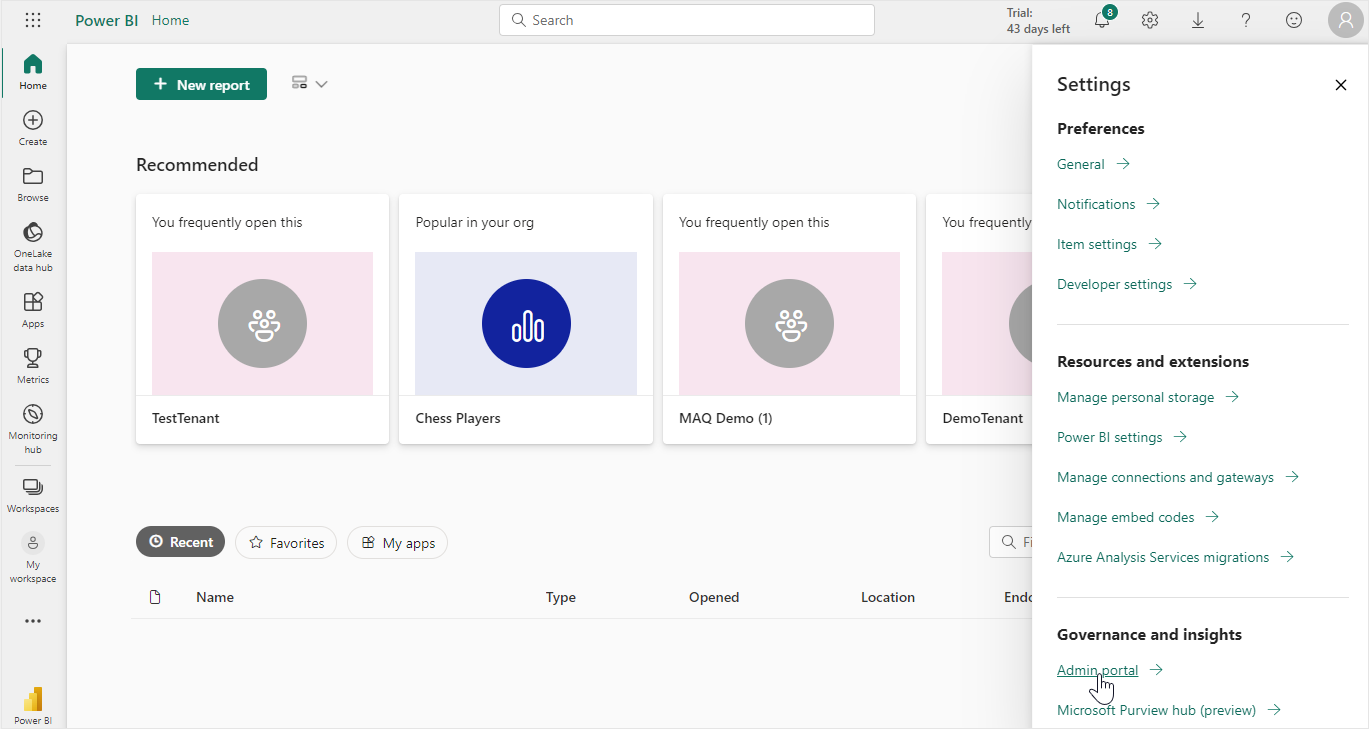 Power BI Home
Search
Trial:
43 days left
8
Home
Create
Browse
OneLake
data hub
Apps
Metrics
Monitoring
hub
Workspaces
My
workspace
Power BI
New report
Recommended
You frequently open this
TestTenant
Popular in your org
Chess Players
You frequently open this
MAQ Demo (1)
You frequently
DemoTenant
Recent
Favorites
My apps
Name
Type
Opened
Location
Settings
Preferences
General
Notifications
Item settings
Developer settings
Resources and extensions
Manage personal storage
Power BI settings
Manage connections and gateways
Manage embed codes
Azure Analysis Services migrations
Governance and insights
Admin portal
Microsoft Purview hub (preview)